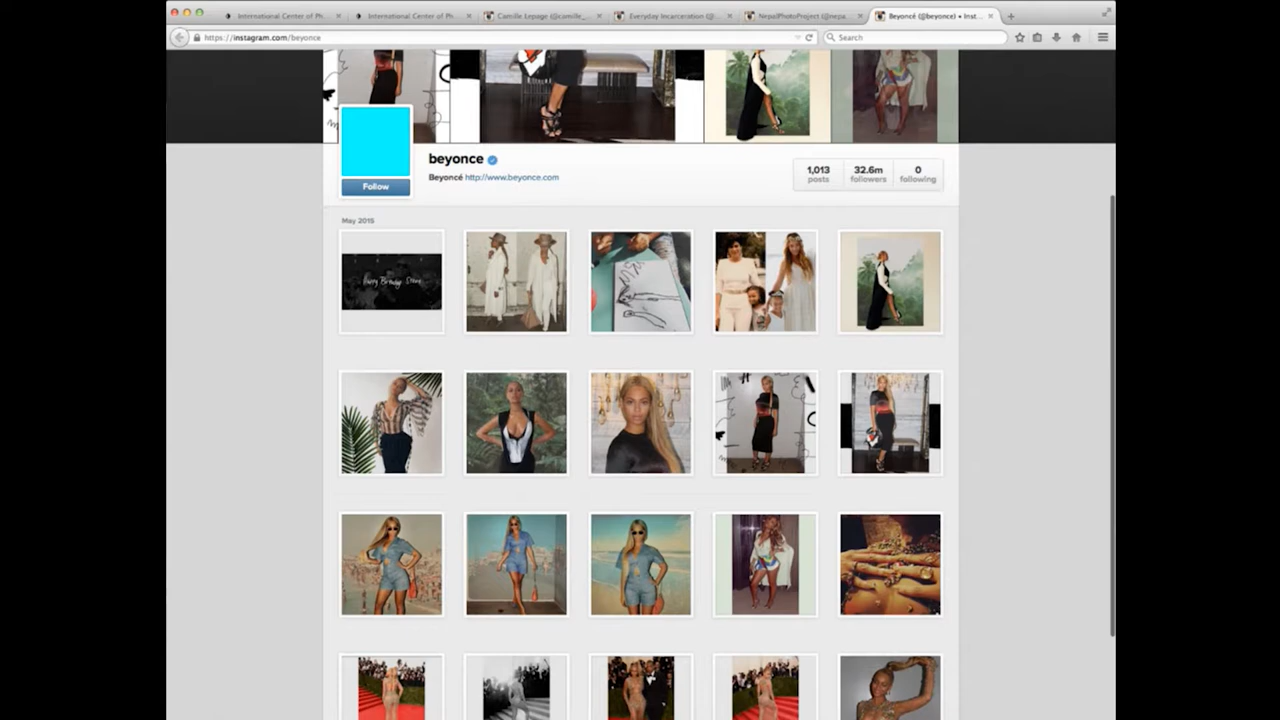 International Center of Ph
International Center of Ph
Camille Lepage (@camille_...
Everyday Incarceration (@...
NepalPhotoProject (@nepa...
Beyoncé (@beyonce) • Inst...
https://instagram.com/beyonce
Search
beyonce
Beyoncé http://www.beyonce.com
Follow
1,013
posts
32.6m
followers
0
following
May 2015
Happy Birthday Stevie